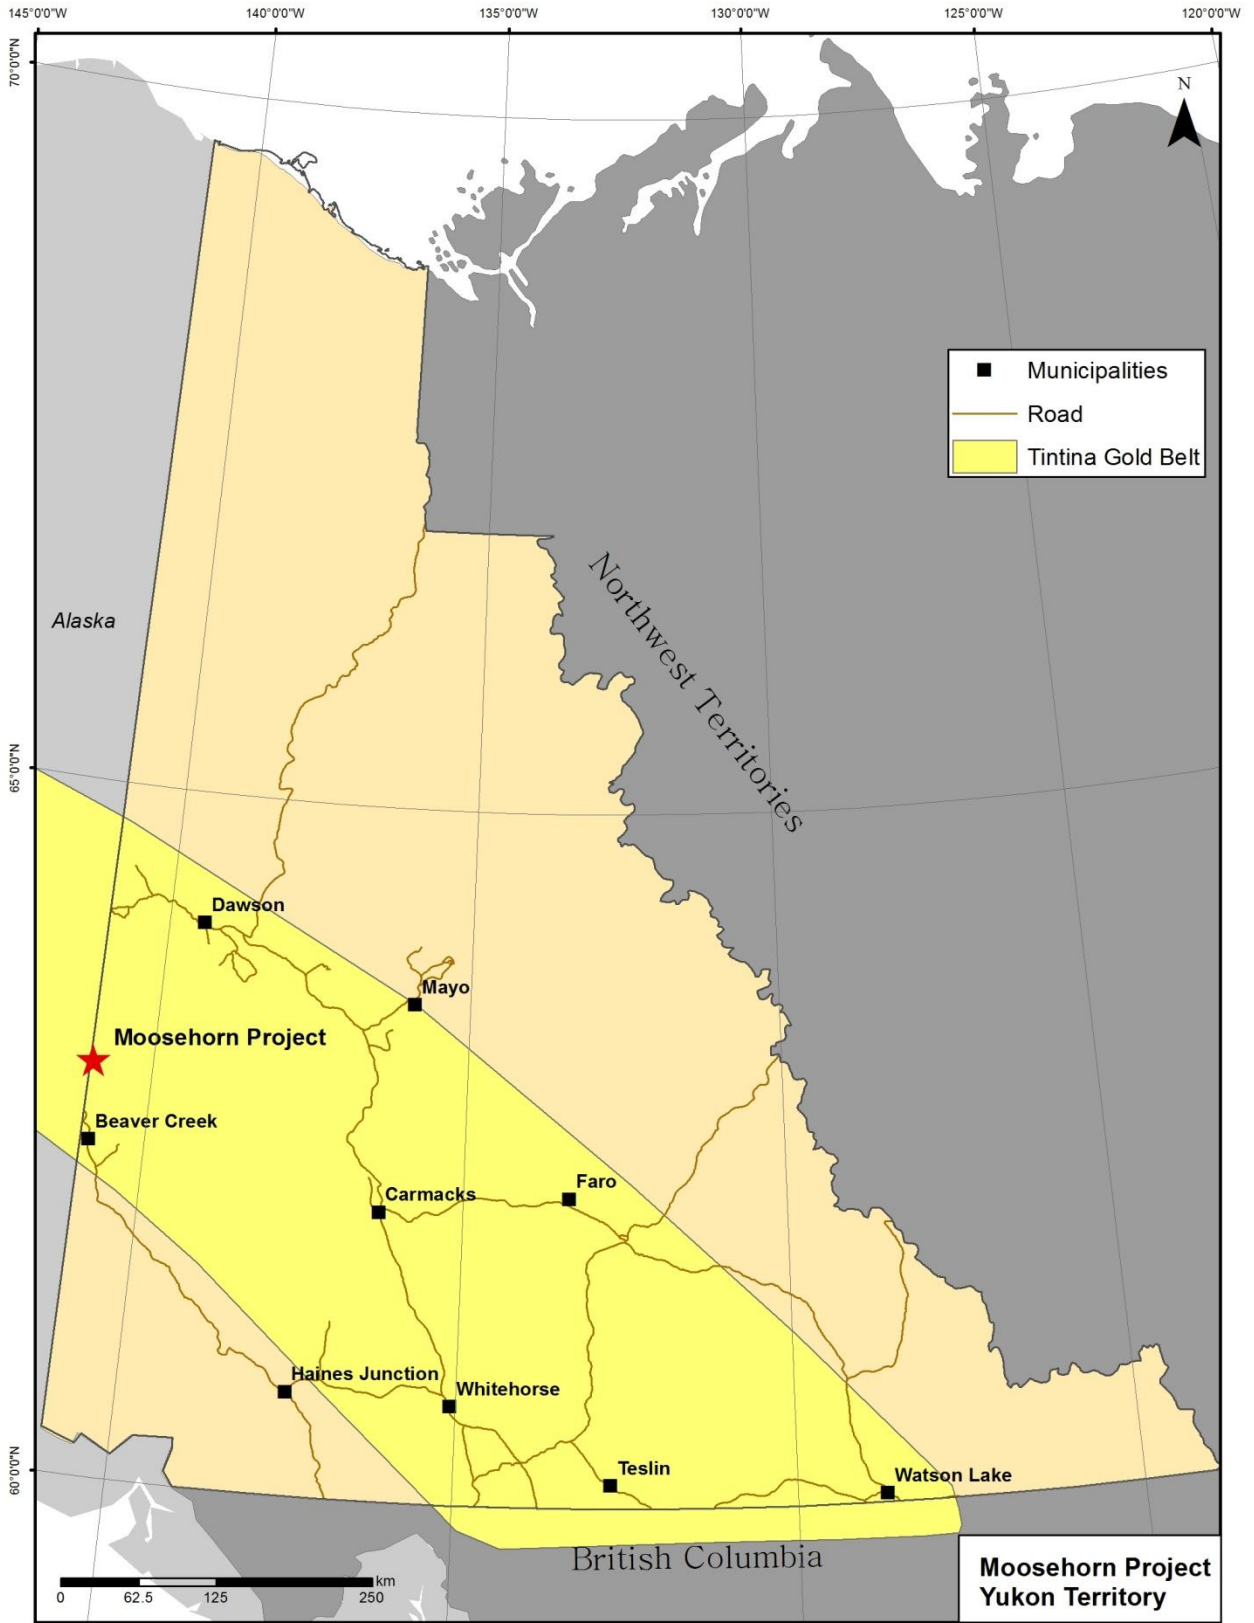 145°0'0"W
140°0'0"W
135°0'0"W
130°0'0"W
125°0'0"W
120°0'0"W
70°0'0"N
N
Municipalities
Road
Tintina Gold Belt
Northwest Territories
Alaska
65°0'0"N
Dawson
Mayo
Moosehorn Project
Beaver Creek
Faro
Carmacks
Haines Junction
Whitehorse
Teslin
Watson Lake
60°0'0"N
British Columbia
Moosehorn Project
Yukon Territory
km
0 62.5 125 250